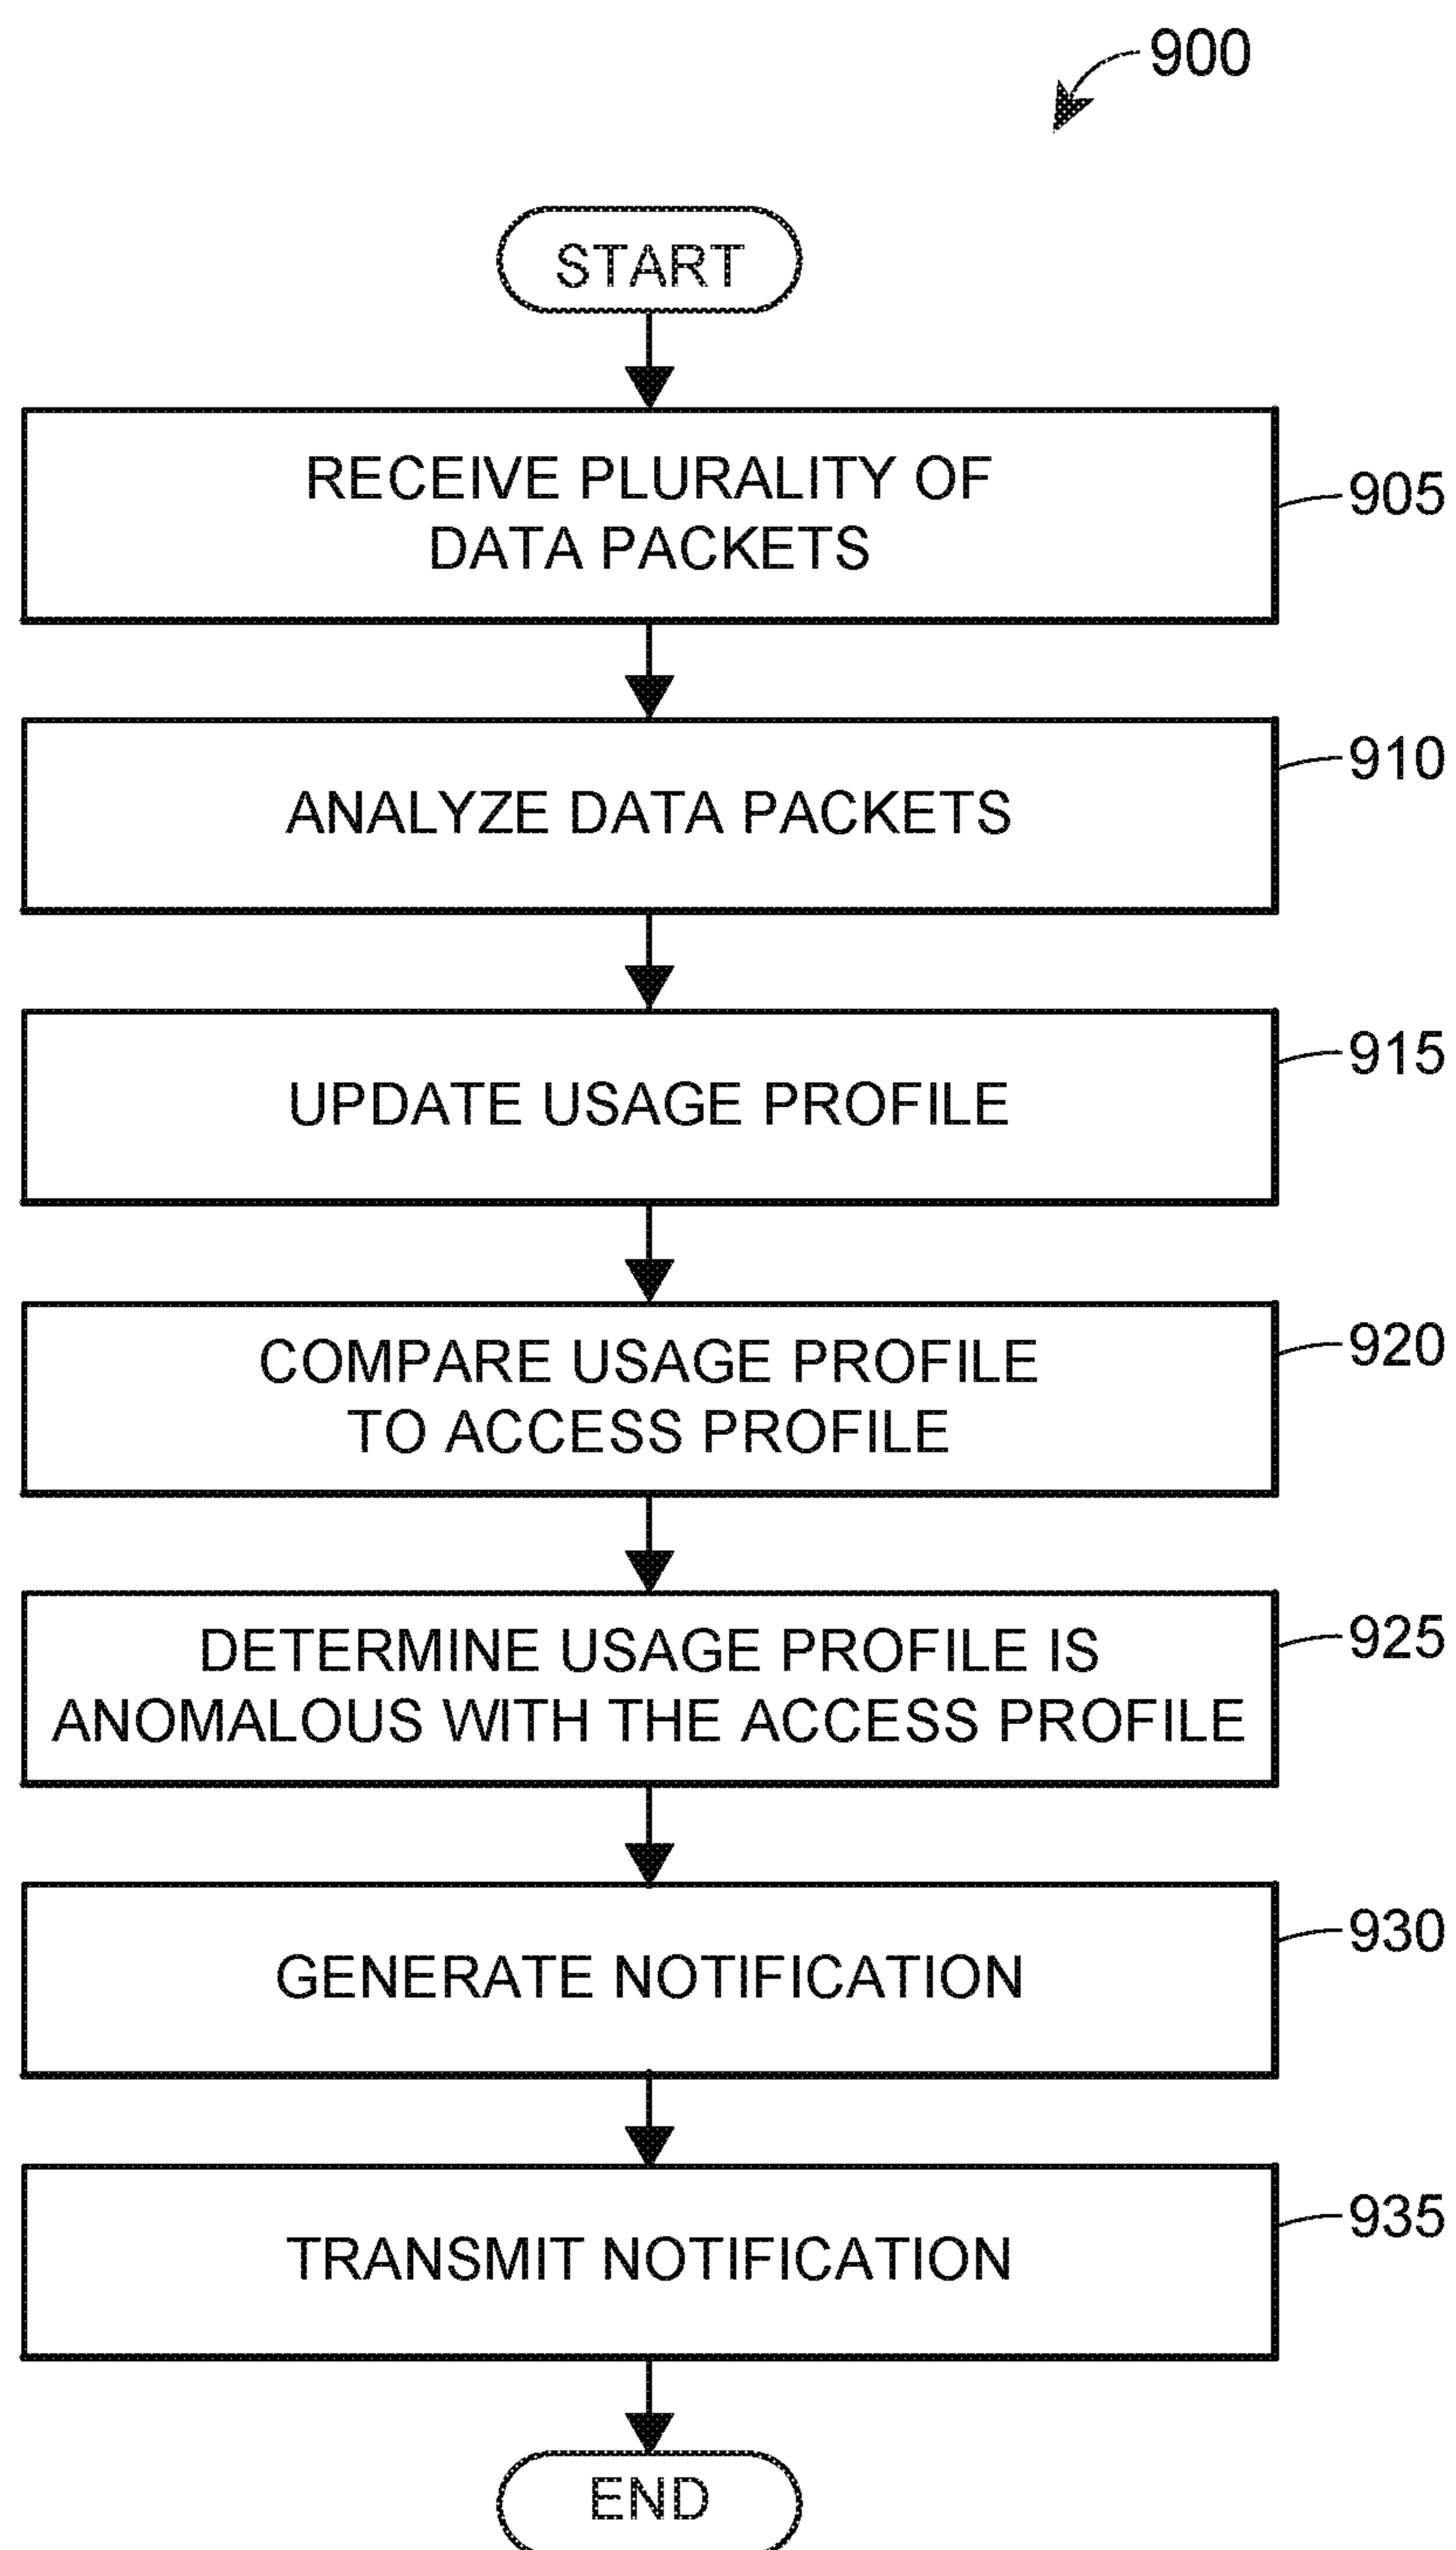 900
START
RECEIVE PLURALITY OF
DATA PACKETS
905
ANALYZE DATA PACKETS
910
UPDATE USAGE PROFILE
915
COMPARE USAGE PROFILE
TO ACCESS PROFILE
920
DETERMINE USAGE PROFILE IS
ANOMALOUS WITH THE ACCESS PROFILE
925
GENERATE NOTIFICATION
930
TRANSMIT NOTIFICATION
935
END